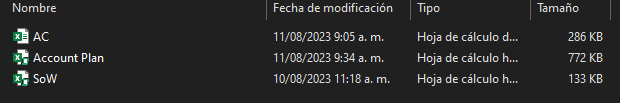 Nombre Fecha de modificación Tipo Tamaño
AC 11/08/2023 9:05 a. m. Hoja de cálculo d... 286 KB
Account Plan 11/08/2023 9:34 a. m. Hoja de cálculo h... 772 KB
SoW 10/08/2023 11:18 a. m. Hoja de cálculo h... 133 KB